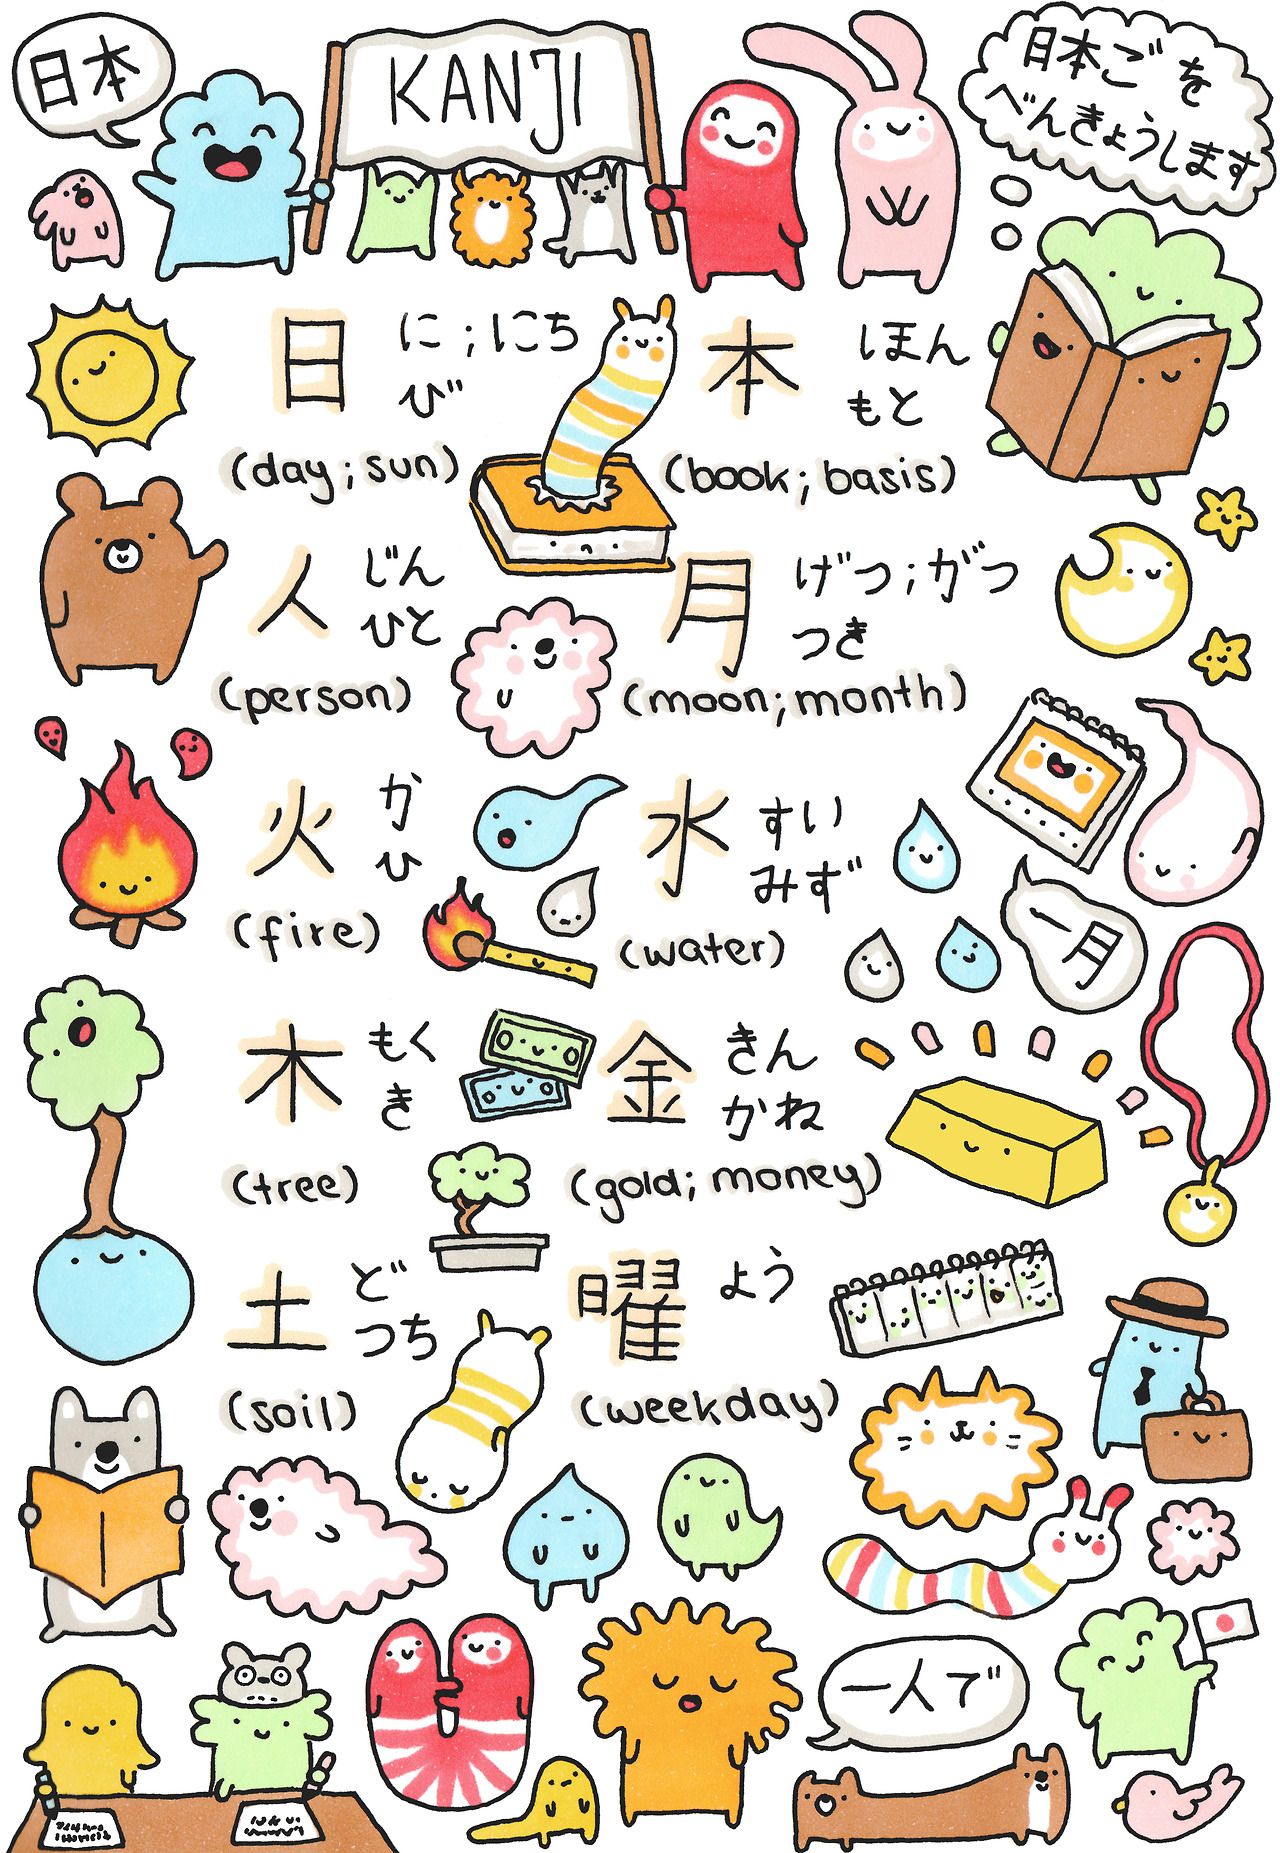 日本
KANJI
日本ごを
べんきょうします
日
に;にち
び
(day;sun)
本
ほん
もと
(book;basis)
人
じん
ひと
(person)
月
げつ;がつ
つき
(moon;month)
火
か
ひ
(fire)
水
すい
みず
(water)
一月
木
もく
き
(tree)
金
きん
かね
(gold;money)
土
ど
つち
(soil)
曜
よう
(weekday)
一人で